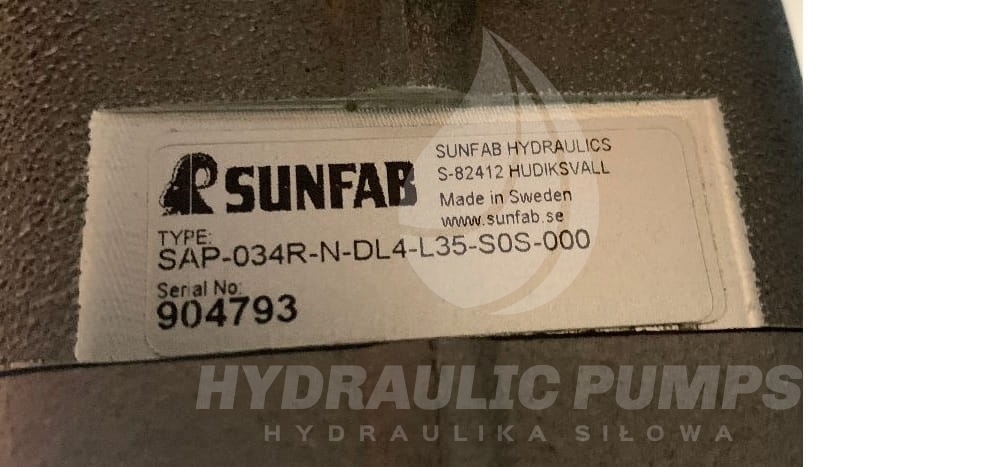 SUNFAB
SUNFAB HYDRAULICS
S-82412 HUDIKSVALL
Made in Sweden
www.sunfab.se
TYPE:
SAP-034R-N-DL4-L35-S0S-000
Serial No:
904793
HYDRAULIC PUMPS
HYDRAULIKA SIŁOWA